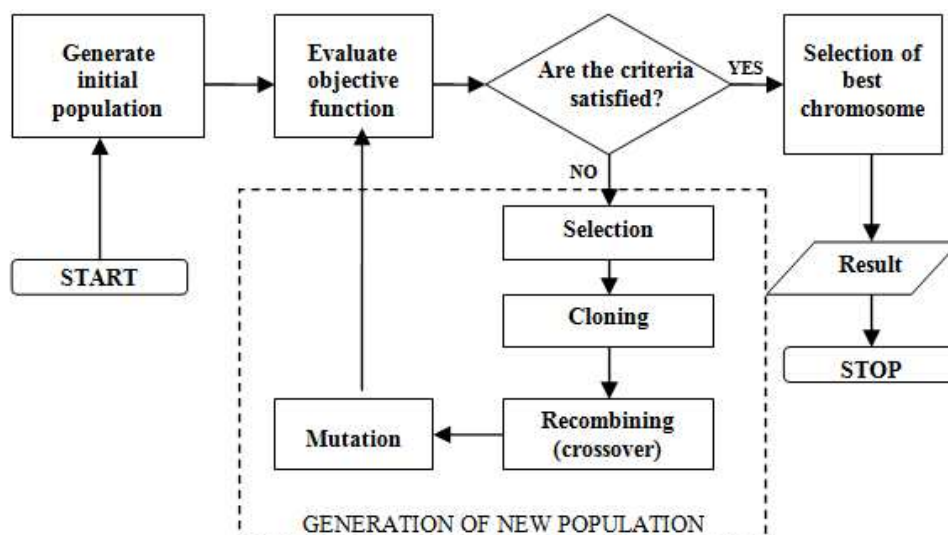 Generate
initial
population
Evaluate
objective
function
Are the criteria
satisfied?
YES
Selection of
best
chromosome
NO
Selection
START
Result
Cloning
STOP
Mutation
Recombining
(crossover)
GENERATION OF NEW POPULATION